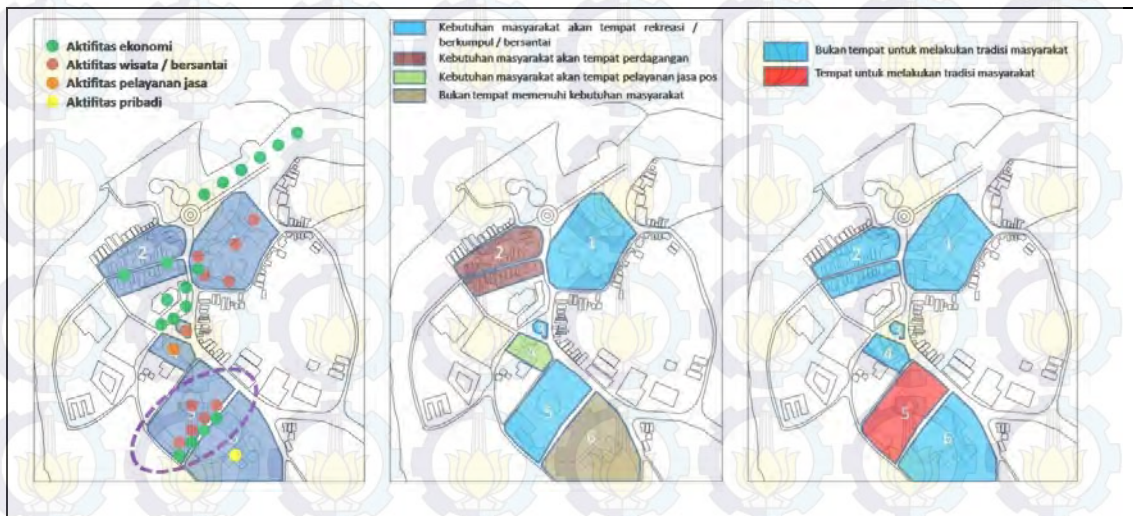 Aktifitas ekonomi
Aktifitas wisata / bersantai
Aktifitas pelayanan jasa
Aktifitas pribadi
2
Kebutuhan masyarakat akan tempat rekreasi /
berkumpul / bersantai
Kebutuhan masyarakat akan tempat perdagangan
Kebutuhan masyarakat akan tempat pelayanan jasa pos
Bukan tempat memenuhi kebutuhan masyarakat
1
2
5
6
Bukan tempat untuk melakukan tradisi masyarakat
Tempat untuk melakukan tradisi masyarakat
1
2
4
5
6